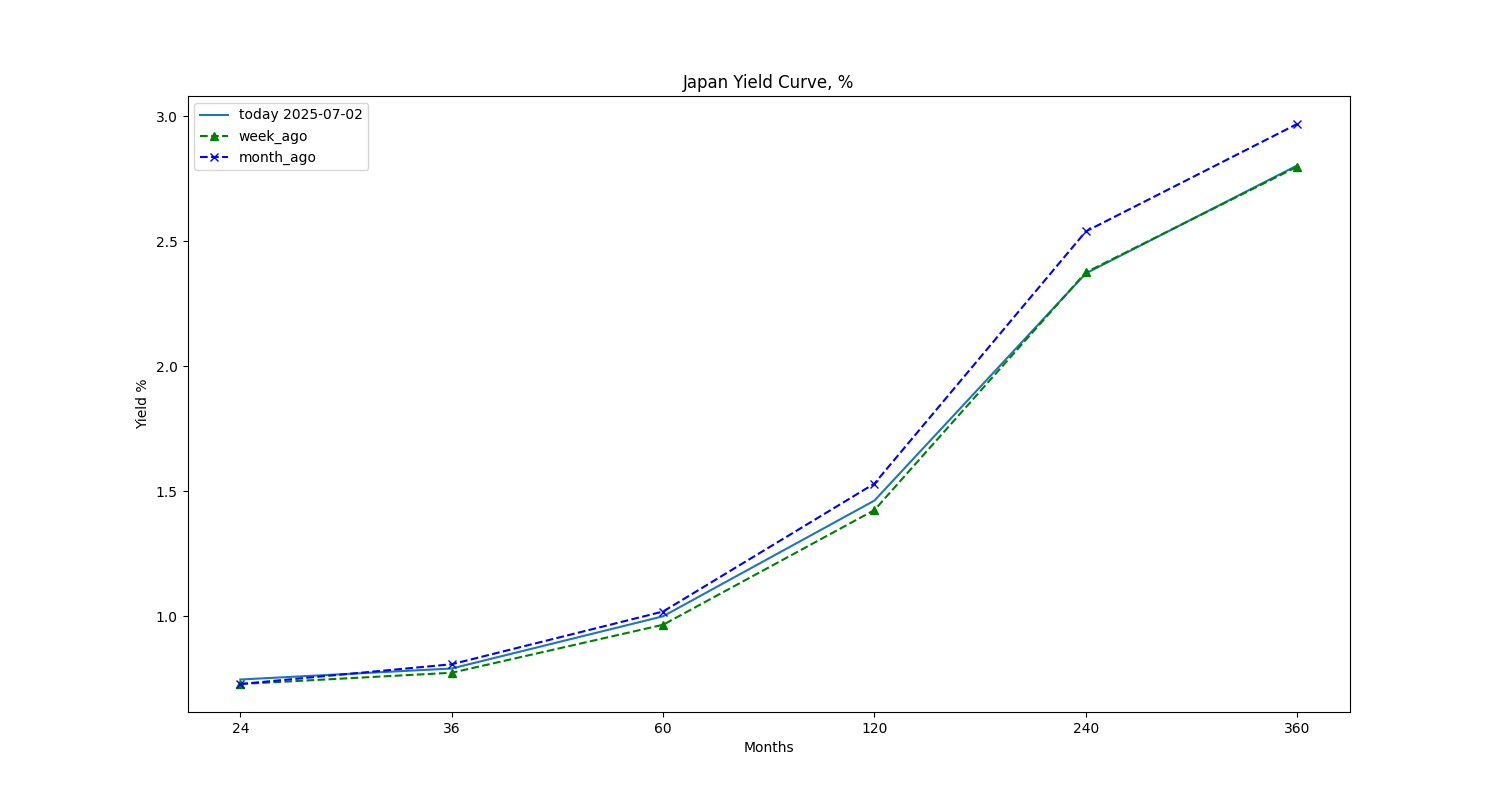 Japan Yield Curve, %
today 2025-07-02
week_ago
month_ago
3.0
2.5
2.0
1.5
1.0
Yield %
24 36 60 120 240 360
Months